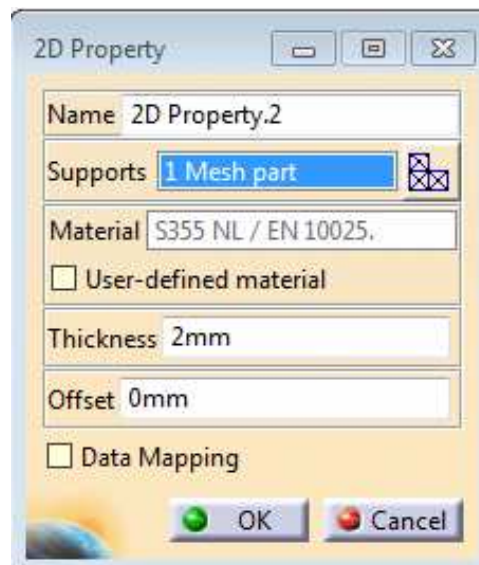 2D Property
Name 2D Property.2
Supports 1 Mesh part
Material S355 NL / EN 10025.
User-defined material
Thickness 2mm
Offset 0mm
Data Mapping
OK Cancel